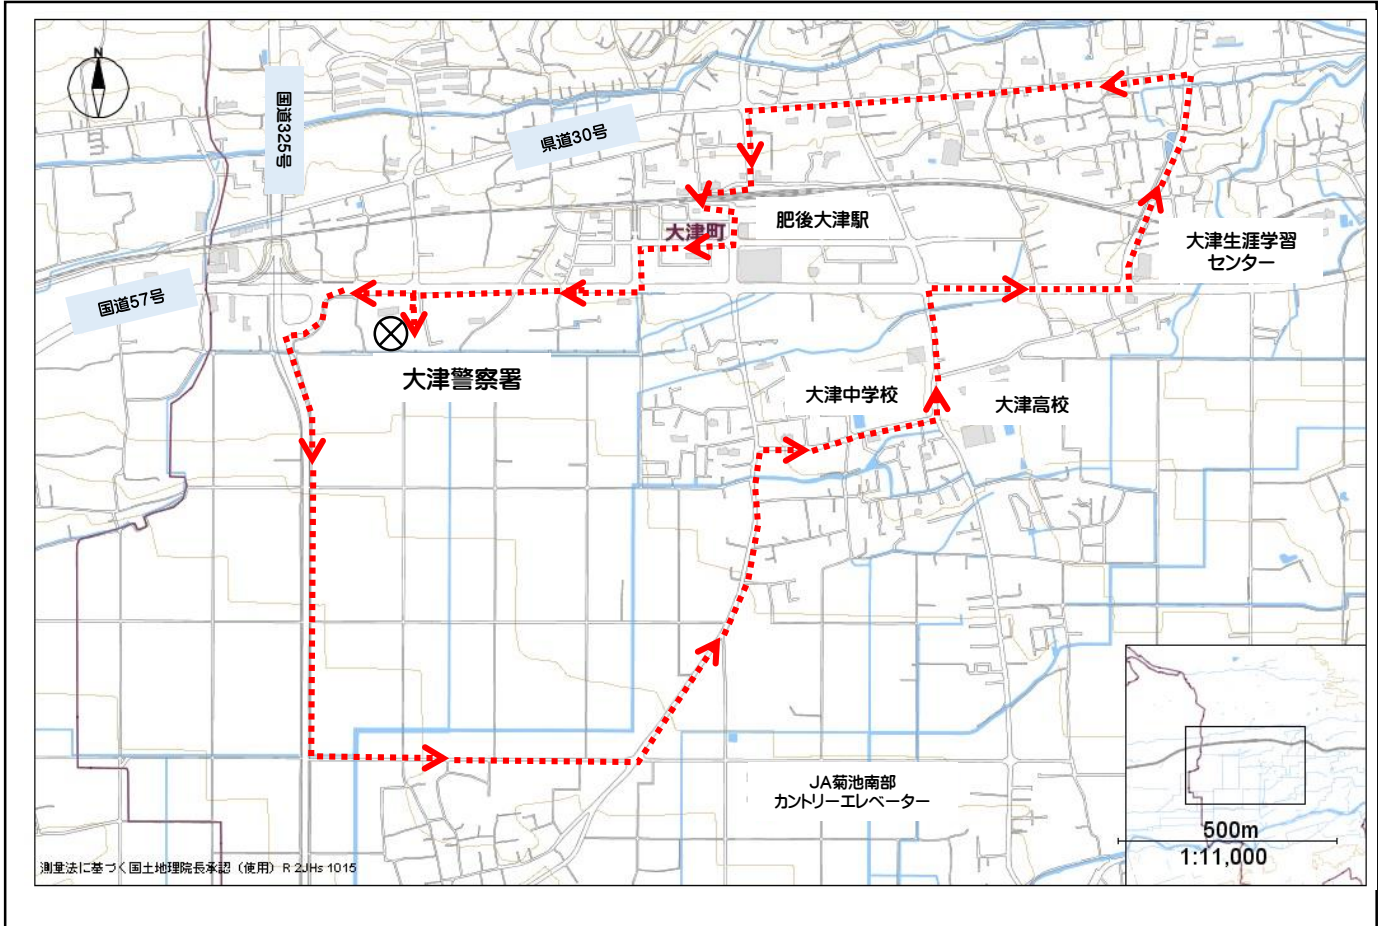 N
国道325号
県道30号
肥後大津駅
大津町
大津生涯学習
センター
国道57号
大津警察署
大津中学校
大津高校
JA菊池南部
カントリーエレベーター
500m
1:11,000
測量法に基づく国土地理院長承認（使用）R 2JHs 1015